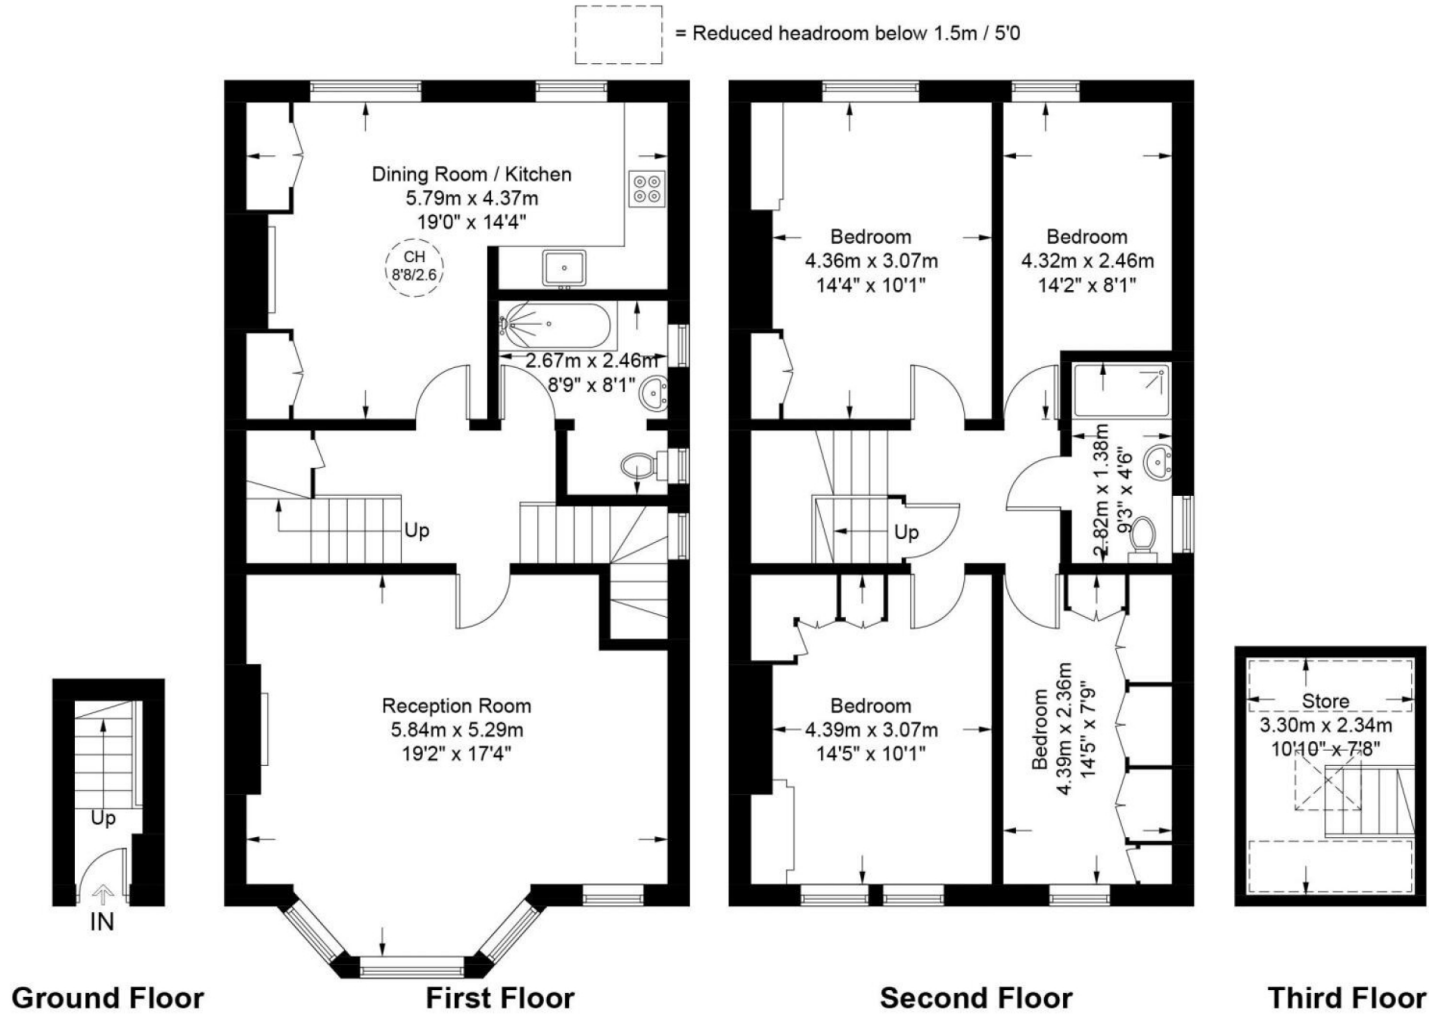 = Reduced headroom below 1.5m / 5'0
Dining Room / Kitchen
5.79m x 4.37m
19'0" x 14'4"
CH
8'8/2.6
2.67m x 2.46m
8'9" x 8'1"
Up
Reception Room
5.84m x 5.29m
19'2" x 17'4"
Bedroom
4.36m x 3.07m
14'4" x 10'1"
Bedroom
4.32m x 2.46m
14'2" x 8'1"
2.82m x 1.38m
9'3" x 4'6"
Up
Bedroom
4.39m x 3.07m
14'5" x 10'1"
Bedroom
4.39m x 2.36m
14'5" x 7'9"
Store
3.30m x 2.34m
10'10" x 7'8"
Up
IN
Ground Floor
First Floor
Second Floor
Third Floor